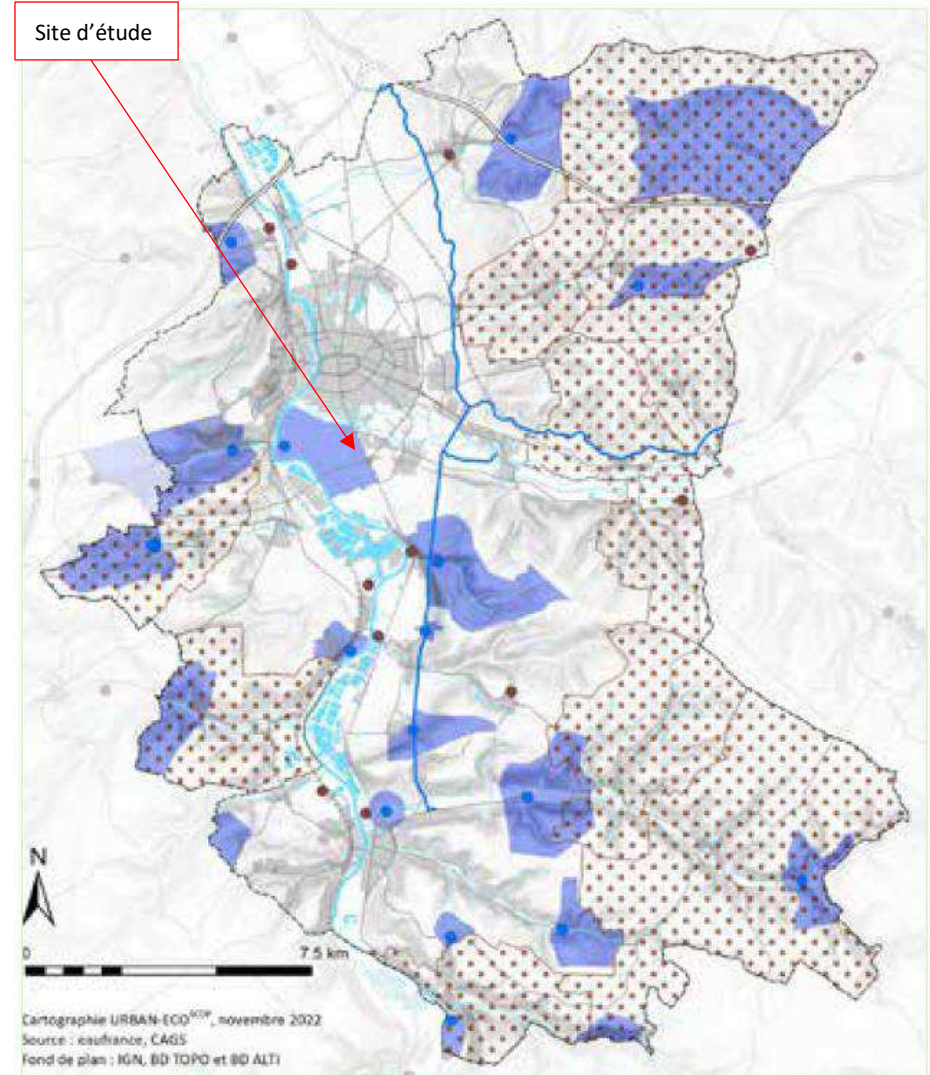 Site d’étude
N
0 7.5 km
Cartographie URBAN-ECO SCOP, novembre 2022
Source : eaufrance, CAGS
Fond de plan : IGN, BD TOPO et BD ALTI